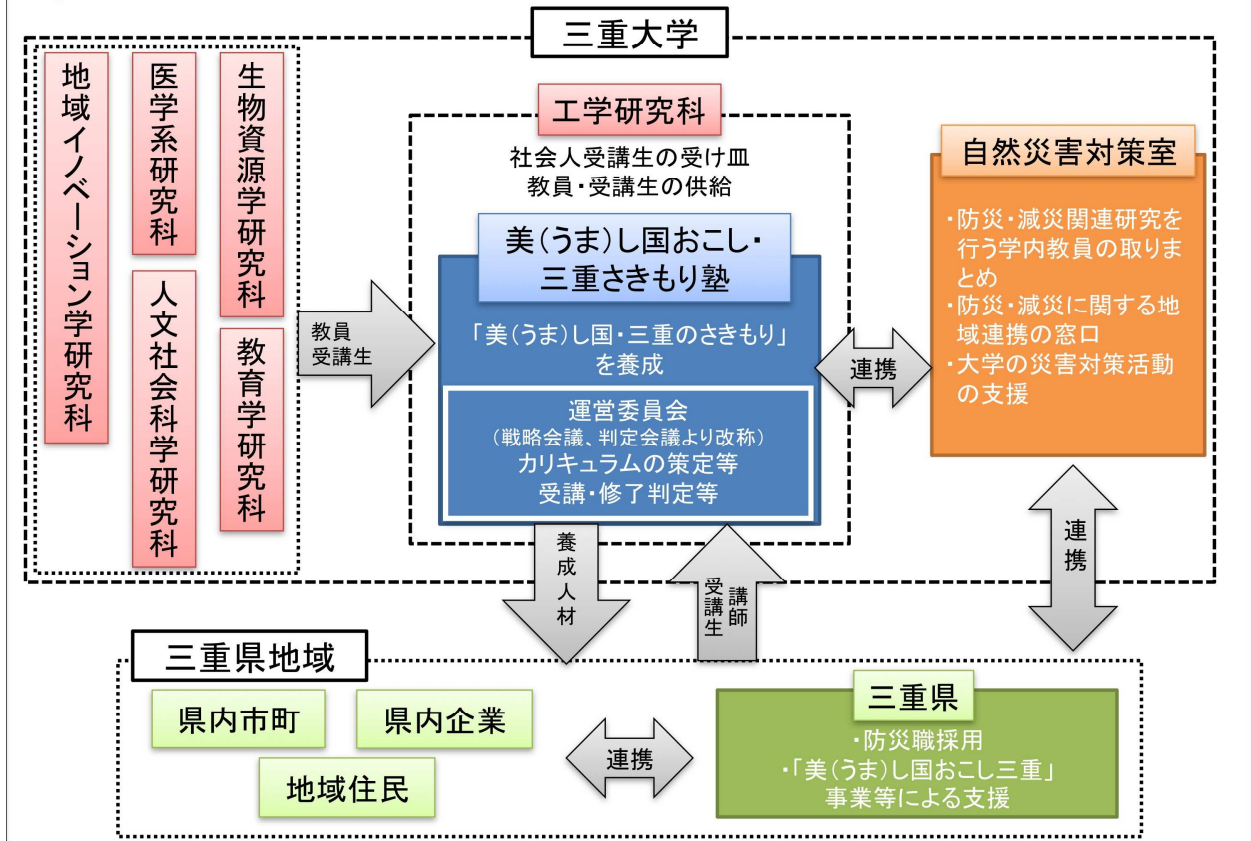 三重大学
地域イノベーション学研究科
医学系研究科
人文社会科学研究科
生物資源学研究科
教育学研究科
教員
受講生
工学研究科
社会人受講生の受け皿
教員・受講生の供給
美(うまし)国おこし・
三重さきもり塾
「美(うま)し国・三重のさきもり」
を養成
運営委員会
(戦略会議、判定会議より改称)
カリキュラムの策定等
受講・修了判定等
連携
自然災害対策室
・防災・減災関連研究を
行う学内教員の取りま
とめ
・防災・減災に関する地
域連携の窓口
・大学の災害対策活動
の支援
養成人材
講師
受講生
連携
三重県地域
県内市町
県内企業
地域住民
連携
三重県
・防災職採用
・「美(うま)し国おこし三重」
事業等による支援